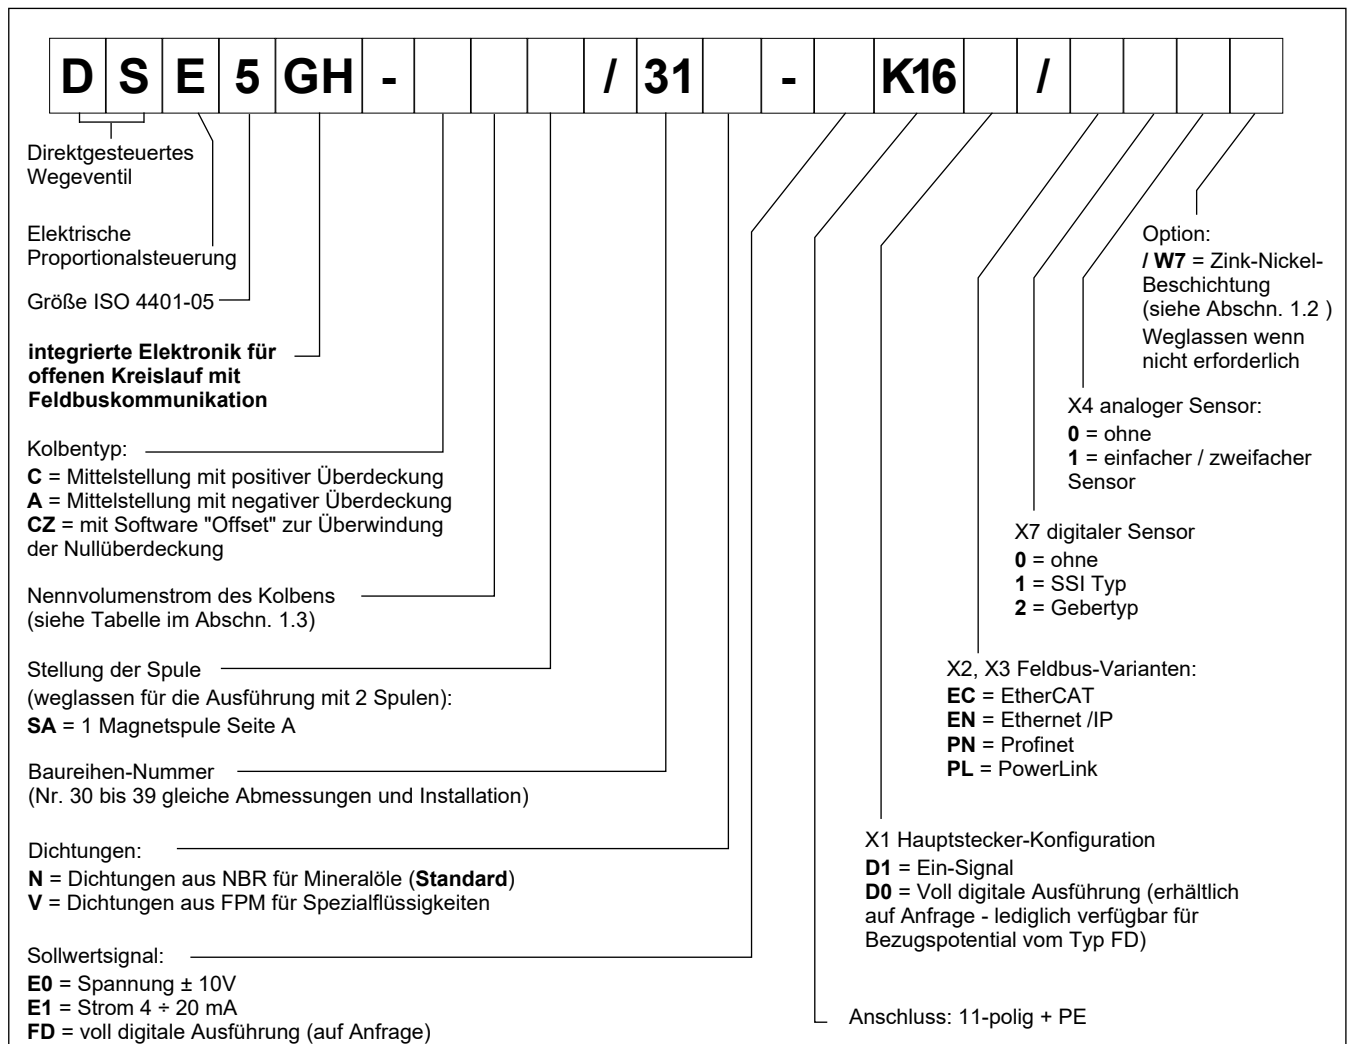 D S E 5 GH - / 31 - K16 /
Direktgesteuertes
Wegeventil
Elektrische
Proportionalsteuerung
Größe ISO 4401-05
integrierte Elektronik für
offenen Kreislauf mit
Feldbuskommunikation
Kolbentyp:
C = Mittelstellung mit positiver Überdeckung
A = Mittelstellung mit negativer Überdeckung
CZ = mit Software "Offset" zur Überwindung
der Nullüberdeckung
Nennvolumenstrom des Kolbens
(siehe Tabelle im Abschn. 1.3)
Stellung der Spule
(weglassen für die Ausführung mit 2 Spulen):
SA = 1 Magnetspule Seite A
Baureihen-Nummer
(Nr. 30 bis 39 gleiche Abmessungen und Installation)
Dichtungen:
N = Dichtungen aus NBR für Mineralöle (Standard)
V = Dichtungen aus FPM für Spezialflüssigkeiten
Sollwertsignal:
E0 = Spannung ± 10V
E1 = Strom 4 ÷ 20 mA
FD = voll digitale Ausführung (auf Anfrage)
Option:
/ W7 = Zink-Nickel-
Beschichtung
(siehe Abschn. 1.2 )
Weglassen wenn
nicht erforderlich
X4 analoger Sensor:
0 = ohne
1 = einfacher / zweifacher
Sensor
X7 digitaler Sensor
0 = ohne
1 = SSI Typ
2 = Gebertyp
X2, X3 Feldbus-Varianten:
EC = EtherCAT
EN = Ethernet /IP
PN = Profinet
PL = PowerLink
X1 Hauptstecker-Konfiguration
D1 = Ein-Signal
D0 = Voll digitale Ausführung (erhältlich
auf Anfrage - lediglich verfügbar für
Bezugspotential vom Typ FD)
Anschluss: 11-polig + PE